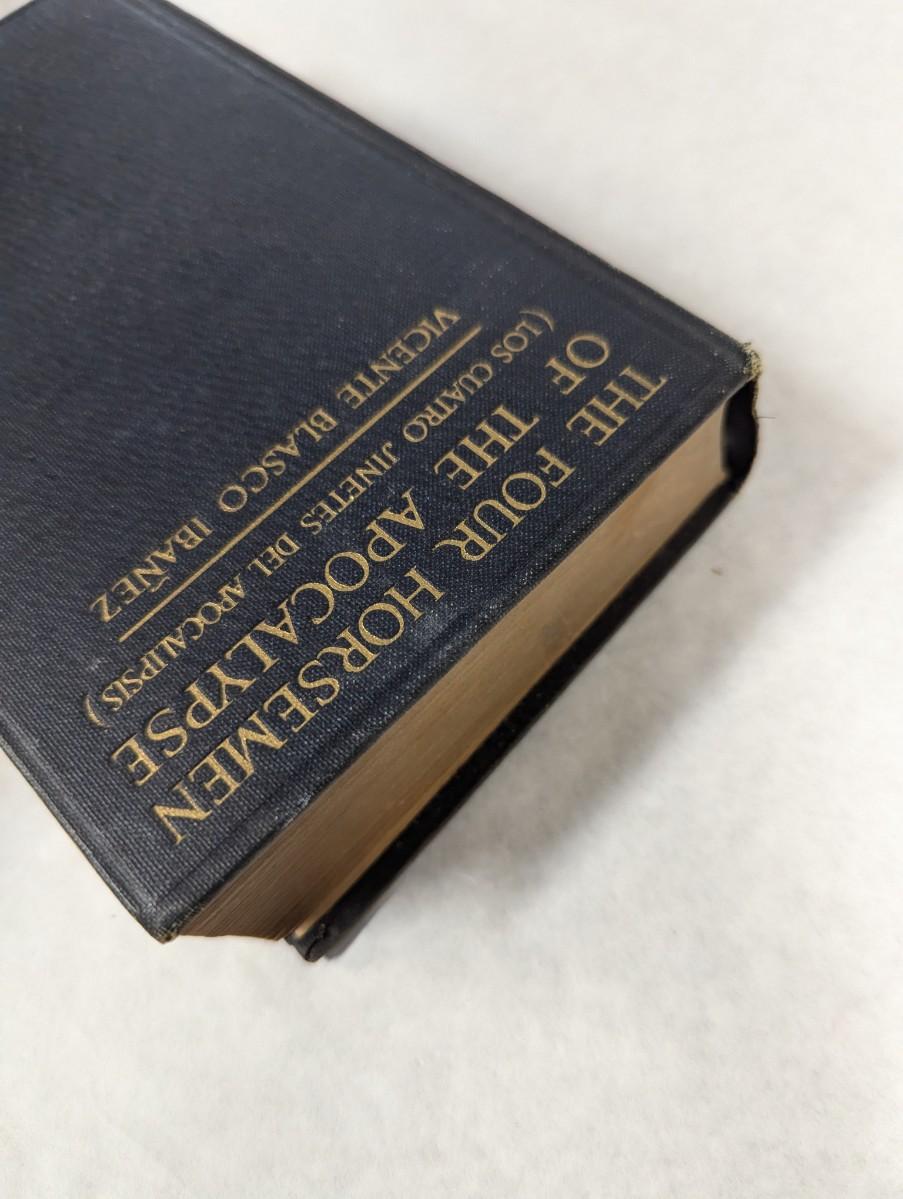 THE FOUR HORSEMEN
OF THE APOCALYPSE
(LOS CUATRO JINETES DEL APOCALIPSIS)
VICENTE BLASCO IBAÑEZ